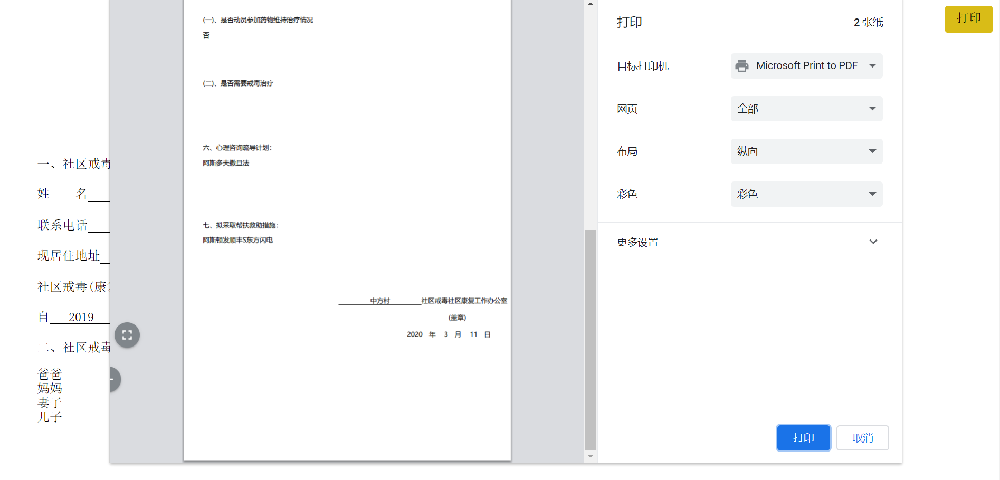 一、社区戒毒
姓 名
联系电话
现居住地址
社区戒毒(康
自 2019
二、社区戒毒
爸爸
妈妈
妻子
儿子
(一)、是否动员参加药物维持治疗情况
否
(二)、是否需要戒毒治疗
六、心理咨询疏导计划：
阿斯多夫撒旦法
七、拟采取帮扶救助措施：
阿斯顿发顺丰S东方闪电
中方村 社区戒毒社区康复工作办公室
(盖章)
2020 年 3 月 11 日
打印 2 张纸
目标打印机 Microsoft Print to PDF
网页 全部
布局 纵向
彩色 彩色
更多设置
打印 取消
打印